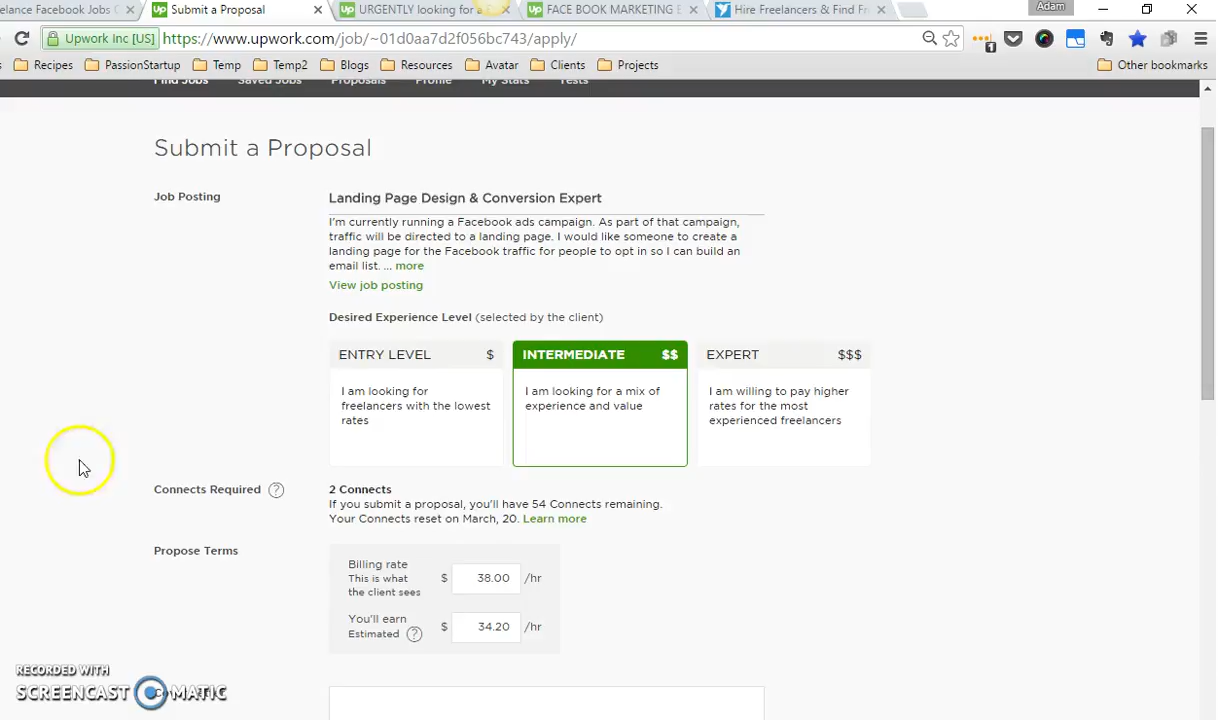 elance Facebook Jobs O
Up Submit a Proposal
Up URGENTLY looking for a
Up FACE BOOK MARKETING E
Hire Freelancers & Find Fr
Adam
Upwork Inc [US]
https://www.upwork.com/job/~01d0aa7d2f056bc743/apply/
1
Recipes PassionStartup Temp Temp2 Blogs Resources Avatar Clients Projects Other bookmarks
Find Jobs Saved Jobs Proposals Profile My Stats Tests
Submit a Proposal
Job Posting
Landing Page Design & Conversion Expert
I'm currently running a Facebook ads campaign. As part of that campaign,
traffic will be directed to a landing page. I would like someone to create a
landing page for the Facebook traffic for people to opt in so I can build an
email list. ... more
View job posting
Desired Experience Level (selected by the client)
ENTRY LEVEL $
I am looking for
freelancers with the lowest
rates
INTERMEDIATE $$
I am looking for a mix of
experience and value
EXPERT $$$
I am willing to pay higher
rates for the most
experienced freelancers
Connects Required ?
2 Connects
If you submit a proposal, you'll have 54 Connects remaining.
Your Connects reset on March, 20. Learn more
Propose Terms
Billing rate
This is what
the client sees
$ 38.00 /hr
You'll earn
Estimated ?
$ 34.20 /hr
RECORDED WITH
SCREENCAST MATIC